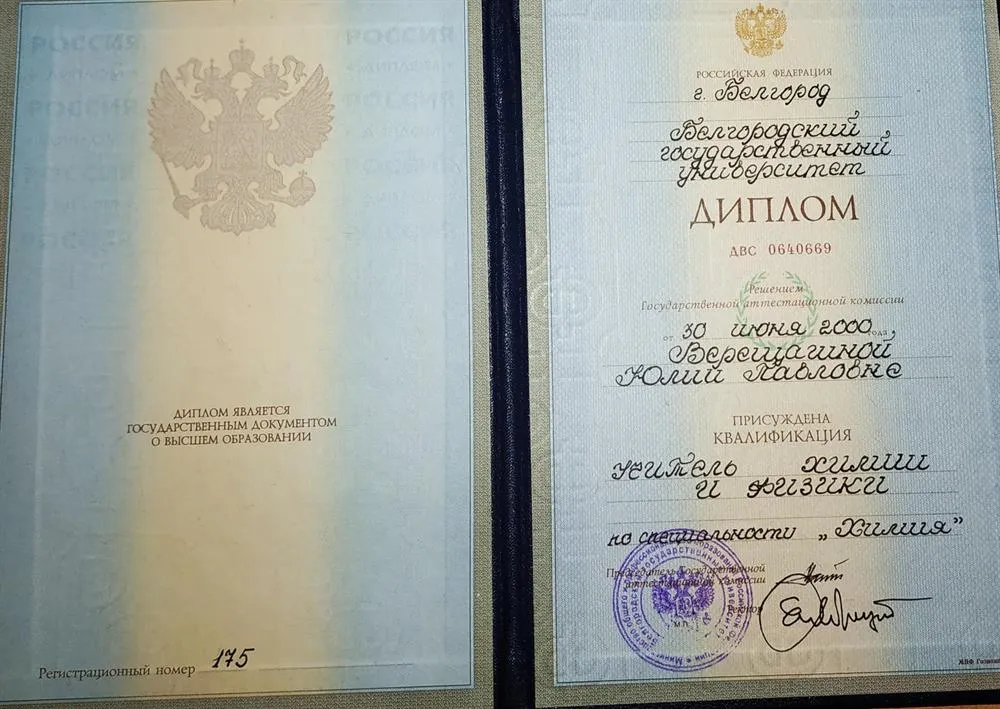 ДИПЛОМ ЯВЛЯЕТСЯ
ГОСУДАРСТВЕННЫМ ДОКУМЕНТОМ
О ВЫСШЕМ ОБРАЗОВАНИИ
Регистрационный номер 175
РОССИЙСКАЯ ФЕДЕРАЦИЯ
г. Белгород
Белгородский
государственный
университет
ДИПЛОМ
ДВС 0640669
Решением
Государственной аттестационной комиссии
от 30 июня 2000 года,
Верещагиной
Юлии Павловне
ПРИСУЖДЕНА
КВАЛИФИКАЦИЯ
Учитель химии
и физики
по специальности „Химия”
Председатель Государственной
аттестационной комиссии
Ректор
М.П.